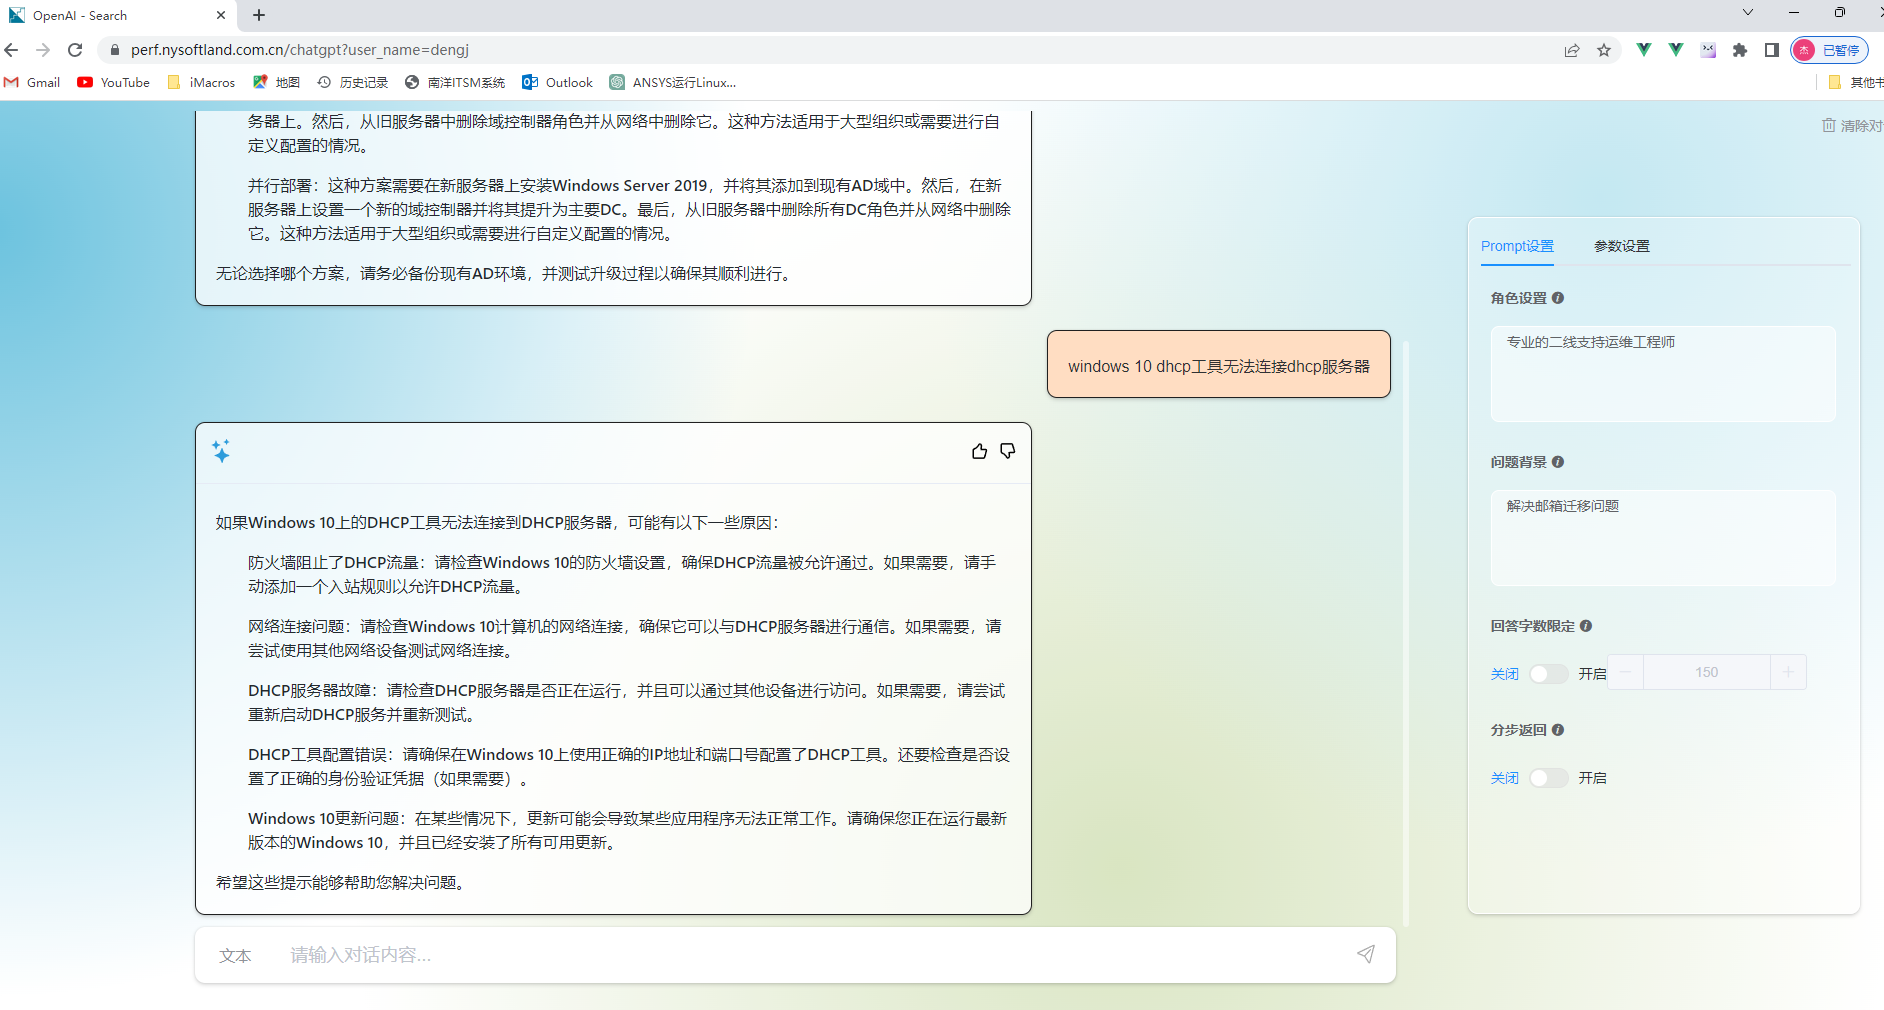 OpenAI - Search
perf.nysoftland.com.cn/chatgpt?user_name=dengj
杰 已暂停
Gmail YouTube iMacros 地图 历史记录 南洋ITSM系统 Outlook ANSYS运行Linux... 其他书
清除对
务器上。然后，从旧服务器中删除域控制器角色并从网络中删除它。这种方法适用于大型组织或需要进行自
定义配置的情况。
并行部署：这种方案需要在新服务器上安装Windows Server 2019，并将其添加到现有AD域中。然后，在新
服务器上设置一个新的域控制器并将其提升为主要DC。最后，从旧服务器中删除所有DC角色并从网络中删除
它。这种方法适用于大型组织或需要进行自定义配置的情况。
无论选择哪个方案，请务必备份现有AD环境，并测试升级过程以确保其顺利进行。
windows 10 dhcp工具无法连接dhcp服务器
如果Windows 10上的DHCP工具无法连接到DHCP服务器，可能有以下一些原因：
防火墙阻止了DHCP流量：请检查Windows 10的防火墙设置，确保DHCP流量被允许通过。如果需要，请手
动添加一个入站规则以允许DHCP流量。
网络连接问题：请检查Windows 10计算机的网络连接，确保它可以与DHCP服务器进行通信。如果需要，请
尝试使用其他网络设备测试网络连接。
DHCP服务器故障：请检查DHCP服务器是否正在运行，并且可以通过其他设备进行访问。如果需要，请尝试
重新启动DHCP服务并重新测试。
DHCP工具配置错误：请确保在Windows 10上使用正确的IP地址和端口号配置了DHCP工具。还要检查是否设
置了正确的身份验证凭据（如果需要）。
Windows 10更新问题：在某些情况下，更新可能会导致某些应用程序无法正常工作。请确保您正在运行最新
版本的Windows 10，并且已经安装了所有可用更新。
希望这些提示能够帮助您解决问题。
文本 请输入对话内容...
Prompt设置 参数设置
角色设置
专业的二线支持运维工程师
问题背景
解决邮箱迁移问题
回答字数限定
关闭 开启 150
分步返回
关闭 开启